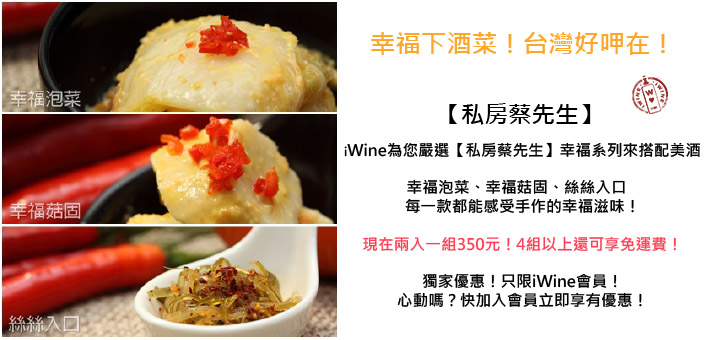 幸福泡菜
幸福菇固
絲絲入口
幸福下酒菜！台灣好呷在！
【私房蔡先生】
iWine為您嚴選【私房蔡先生】幸福系列來搭配美酒
幸福泡菜、幸福菇固、絲絲入口
每一款都能感受手作的幸福滋味！
現在兩入一組350元！4組以上還可享免運費！
獨家優惠！只限iWine會員！
心動嗎？快加入會員立即享有優惠！